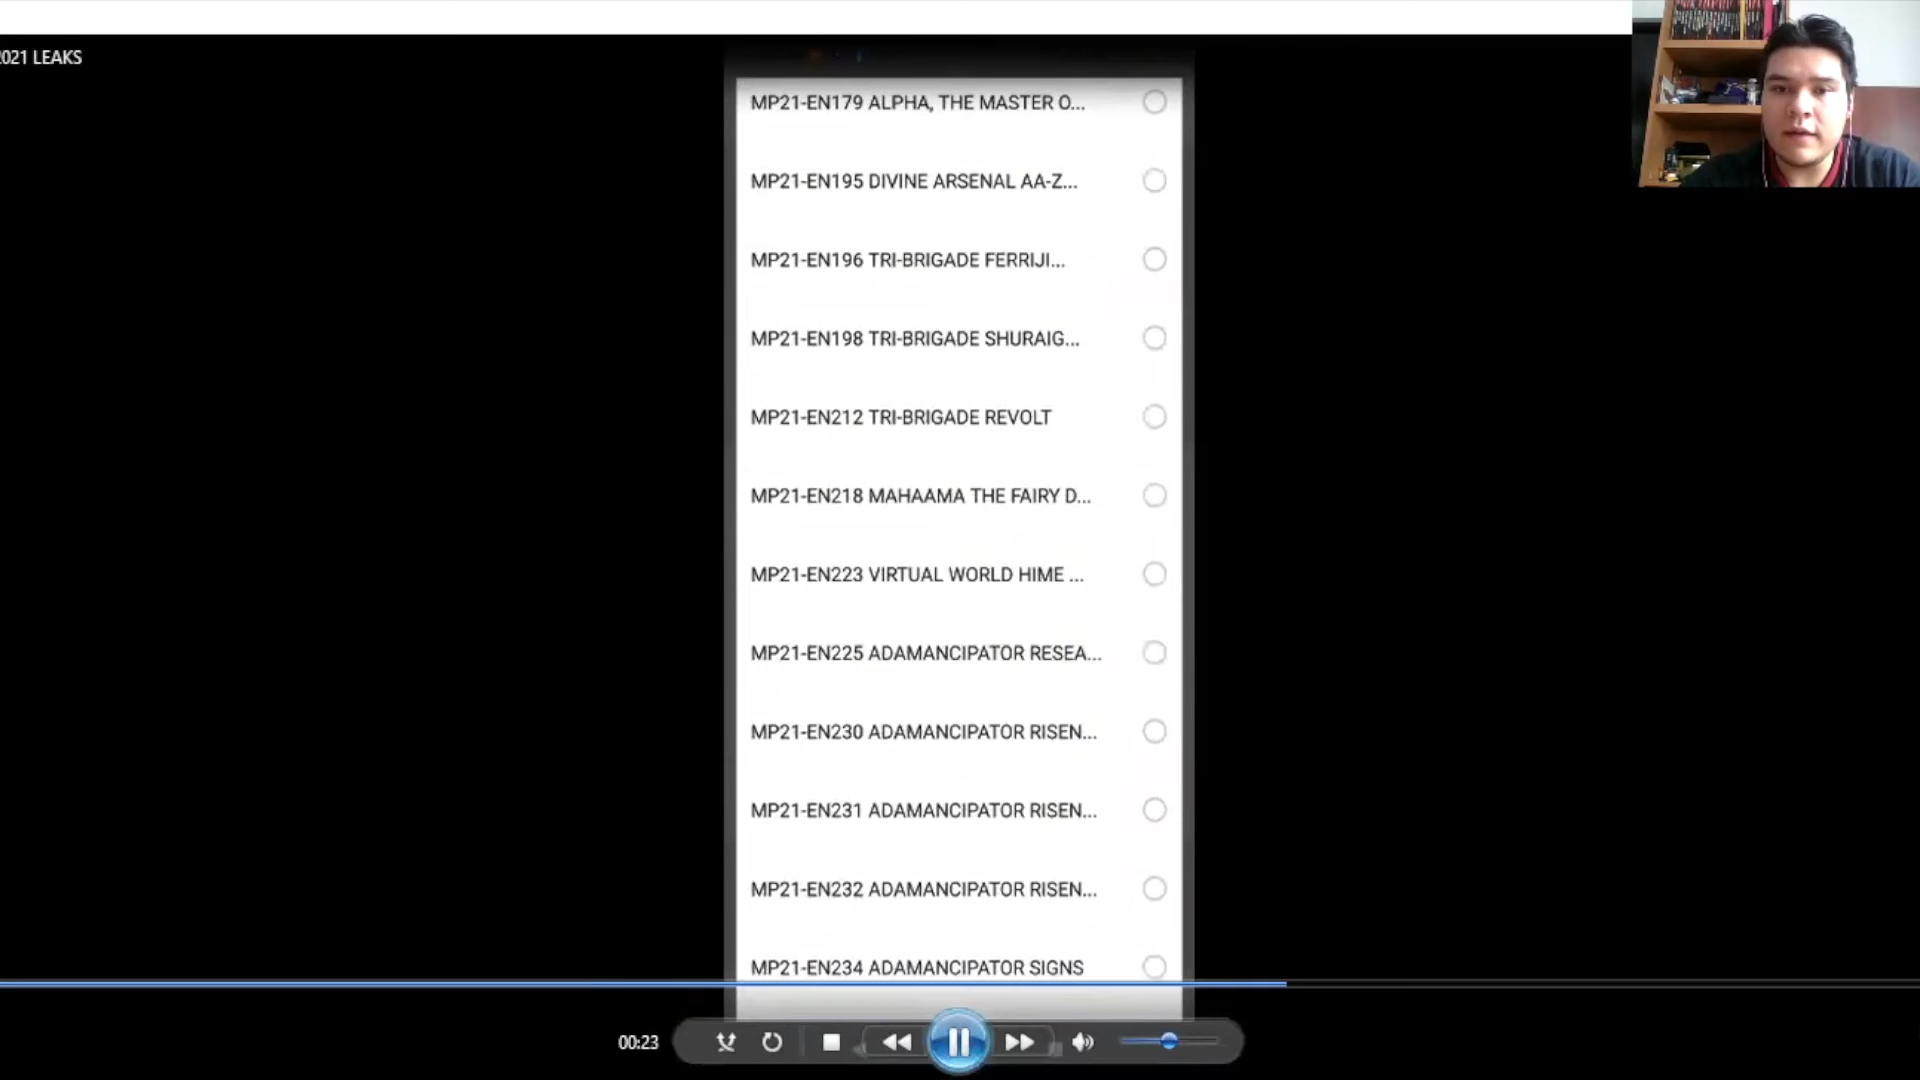 2021 LEAKS
MP21-EN179 ALPHA, THE MASTER O...
MP21-EN195 DIVINE ARSENAL AA-Z...
MP21-EN196 TRI-BRIGADE FERRIJI...
MP21-EN198 TRI-BRIGADE SHURAIG...
MP21-EN212 TRI-BRIGADE REVOLT
MP21-EN218 MAHAAMA THE FAIRY D...
MP21-EN223 VIRTUAL WORLD HIME ...
MP21-EN225 ADAMANCIPATOR RESEA...
MP21-EN230 ADAMANCIPATOR RISEN...
MP21-EN231 ADAMANCIPATOR RISEN...
MP21-EN232 ADAMANCIPATOR RISEN...
MP21-EN234 ADAMANCIPATOR SIGNS
00:23